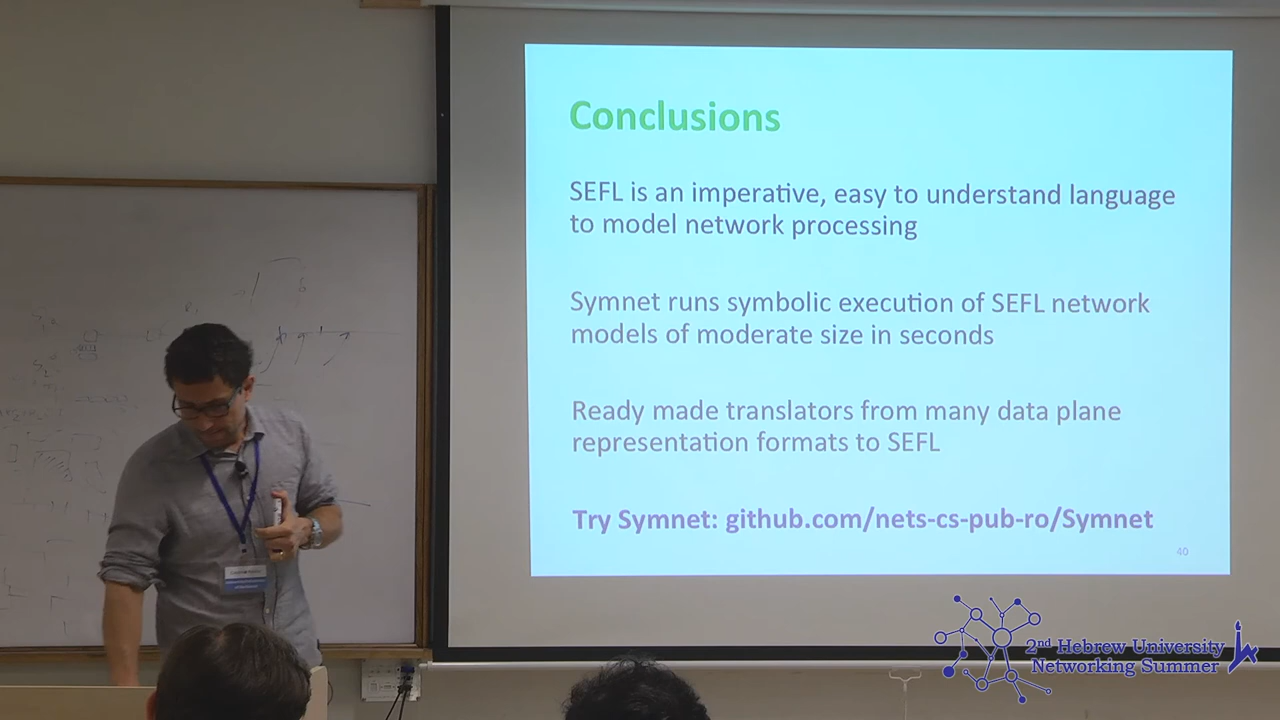 Conclusions
SEFL is an imperative, easy to understand language
to model network processing
Symnet runs symbolic execution of SEFL network
models of moderate size in seconds
Ready made translators from many data plane
representation formats to SEFL
Try Symnet: github.com/nets-cs-pub-ro/Symnet
40
2nd Hebrew University
Networking Summer